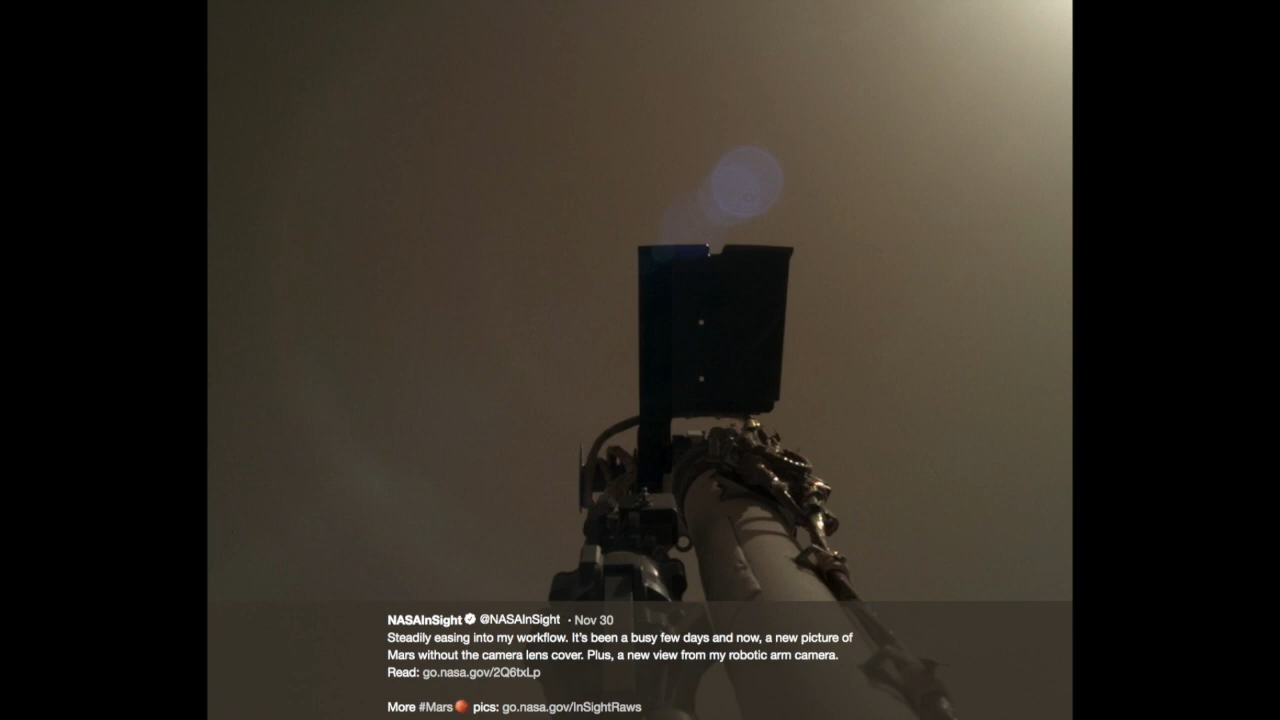 NASAInSight @NASAInSight · Nov 30
Steadily easing into my workflow. It's been a busy few days and now, a new picture of
Mars without the camera lens cover. Plus, a new view from my robotic arm camera.
Read: go.nasa.gov/2Q6txLp
More #Mars pics: go.nasa.gov/InSightRaws